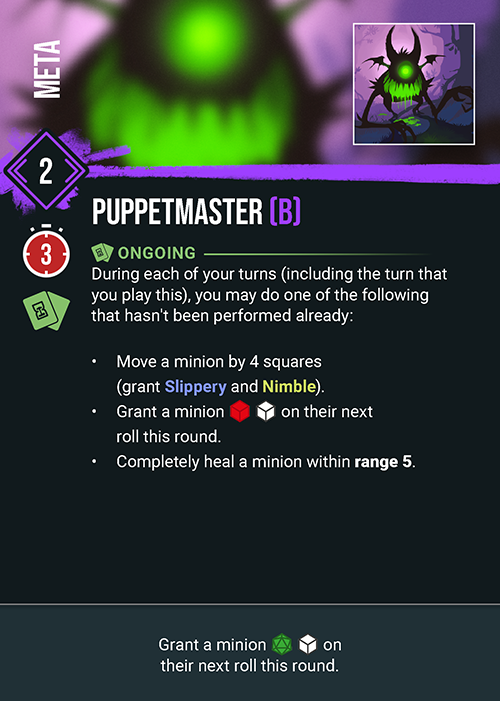 META
2
PUPPETMASTER (B)
3
ONGOING
During each of your turns (including the turn that
you play this), you may do one of the following
that hasn't been performed already:
• Move a minion by 4 squares
(grant Slippery and Nimble).
• Grant a minion on their next
roll this round.
• Completely heal a minion within range 5.
Grant a minion on
their next roll this round.